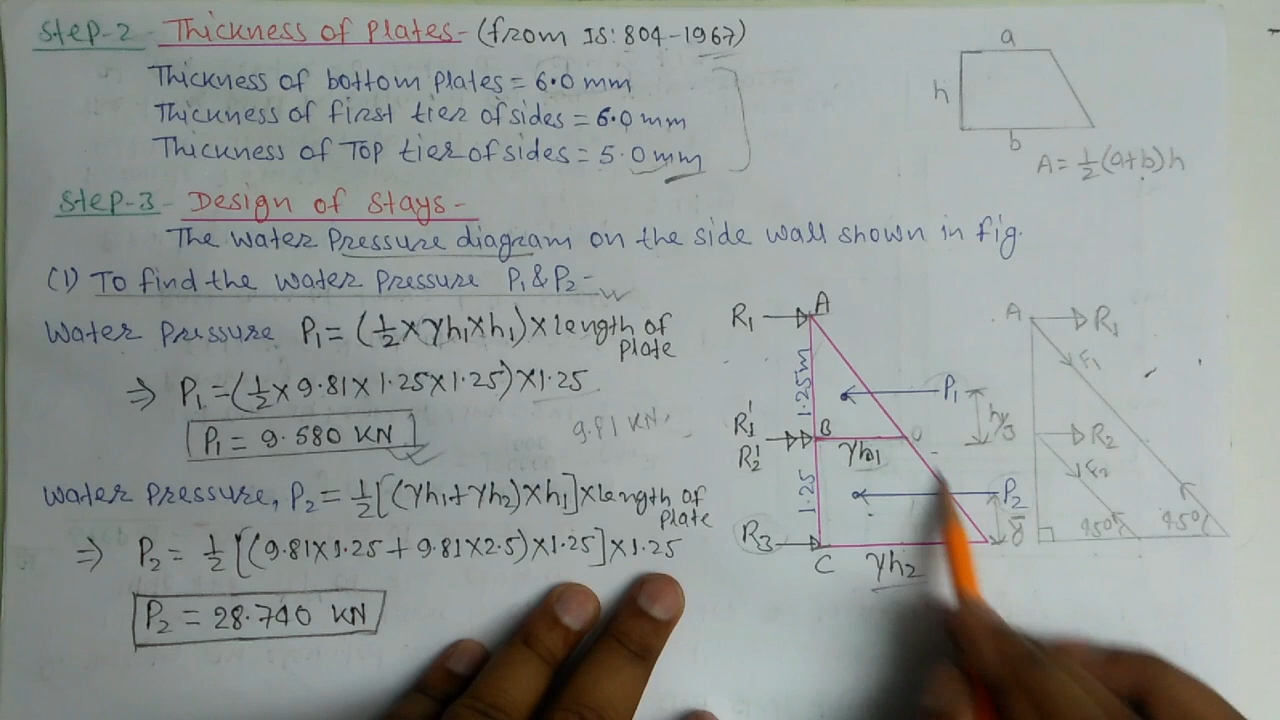 Step-2 - Thickness of Plates - (from IS: 804-1967)
Thickness of bottom plates = 6.0 mm
Thickness of first tier of sides = 6.0 mm
Thickness of Top tier of sides = 5.0 mm
a
h
b
A = 1/2 (a+b) h
Step-3 - Design of Stays -
The water pressure diagram on the side wall shown in fig.
(1) To find the water pressure P1 & P2 -
Water pressure P1 = (1/2 × γh1 × h1) × length of plate
⇒ P1 = (1/2 × 9.81 × 1.25 × 1.25) × 1.25
P1 = 9.580 KN
9.81 KN
Water pressure, P2 = 1/2 [(γh1 + γh2) × h1] × length of plate
⇒ P2 = 1/2 [(9.81 × 1.25 + 9.81 × 2.5) × 1.25] × 1.25
P2 = 28.740 KN
R1
A
1.25m
P1
h/3
R1'
R2'
B
γh1
1.25
P2
ȳ
R3
C
γh2
A
R1
F1
R2
F2
45°
45°